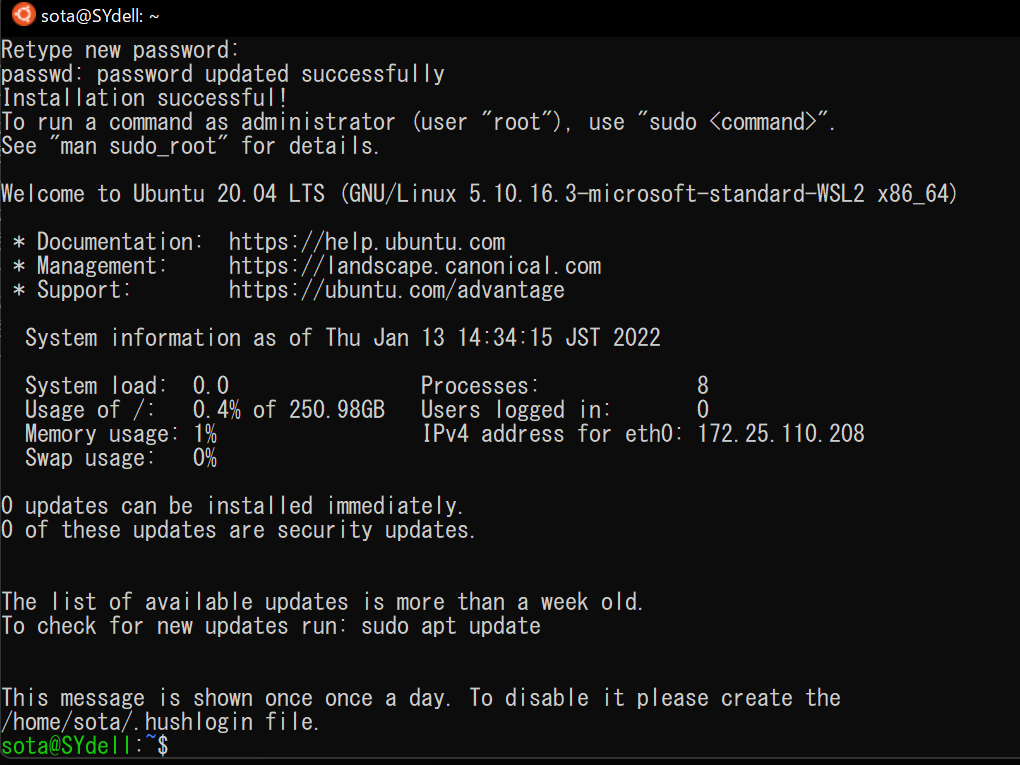 sota@SYdell: ~
Retype new password:
passwd: password updated successfully
Installation successful!
To run a command as administrator (user "root"), use "sudo <command>".
See "man sudo_root" for details.
Welcome to Ubuntu 20.04 LTS (GNU/Linux 5.10.16.3-microsoft-standard-WSL2 x86_64)
* Documentation:  https://help.ubuntu.com
* Management:     https://landscape.canonical.com
* Support:        https://ubuntu.com/advantage
System information as of Thu Jan 13 14:34:15 JST 2022
System load:  0.0                Processes:             8
Usage of /:   0.4% of 250.98GB   Users logged in:       0
Memory usage: 1%                 IPv4 address for eth0: 172.25.110.208
Swap usage:   0%
0 updates can be installed immediately.
0 of these updates are security updates.
The list of available updates is more than a week old.
To check for new updates run: sudo apt update
This message is shown once once a day. To disable it please create the
/home/sota/.hushlogin file.
sota@SYdell:~$